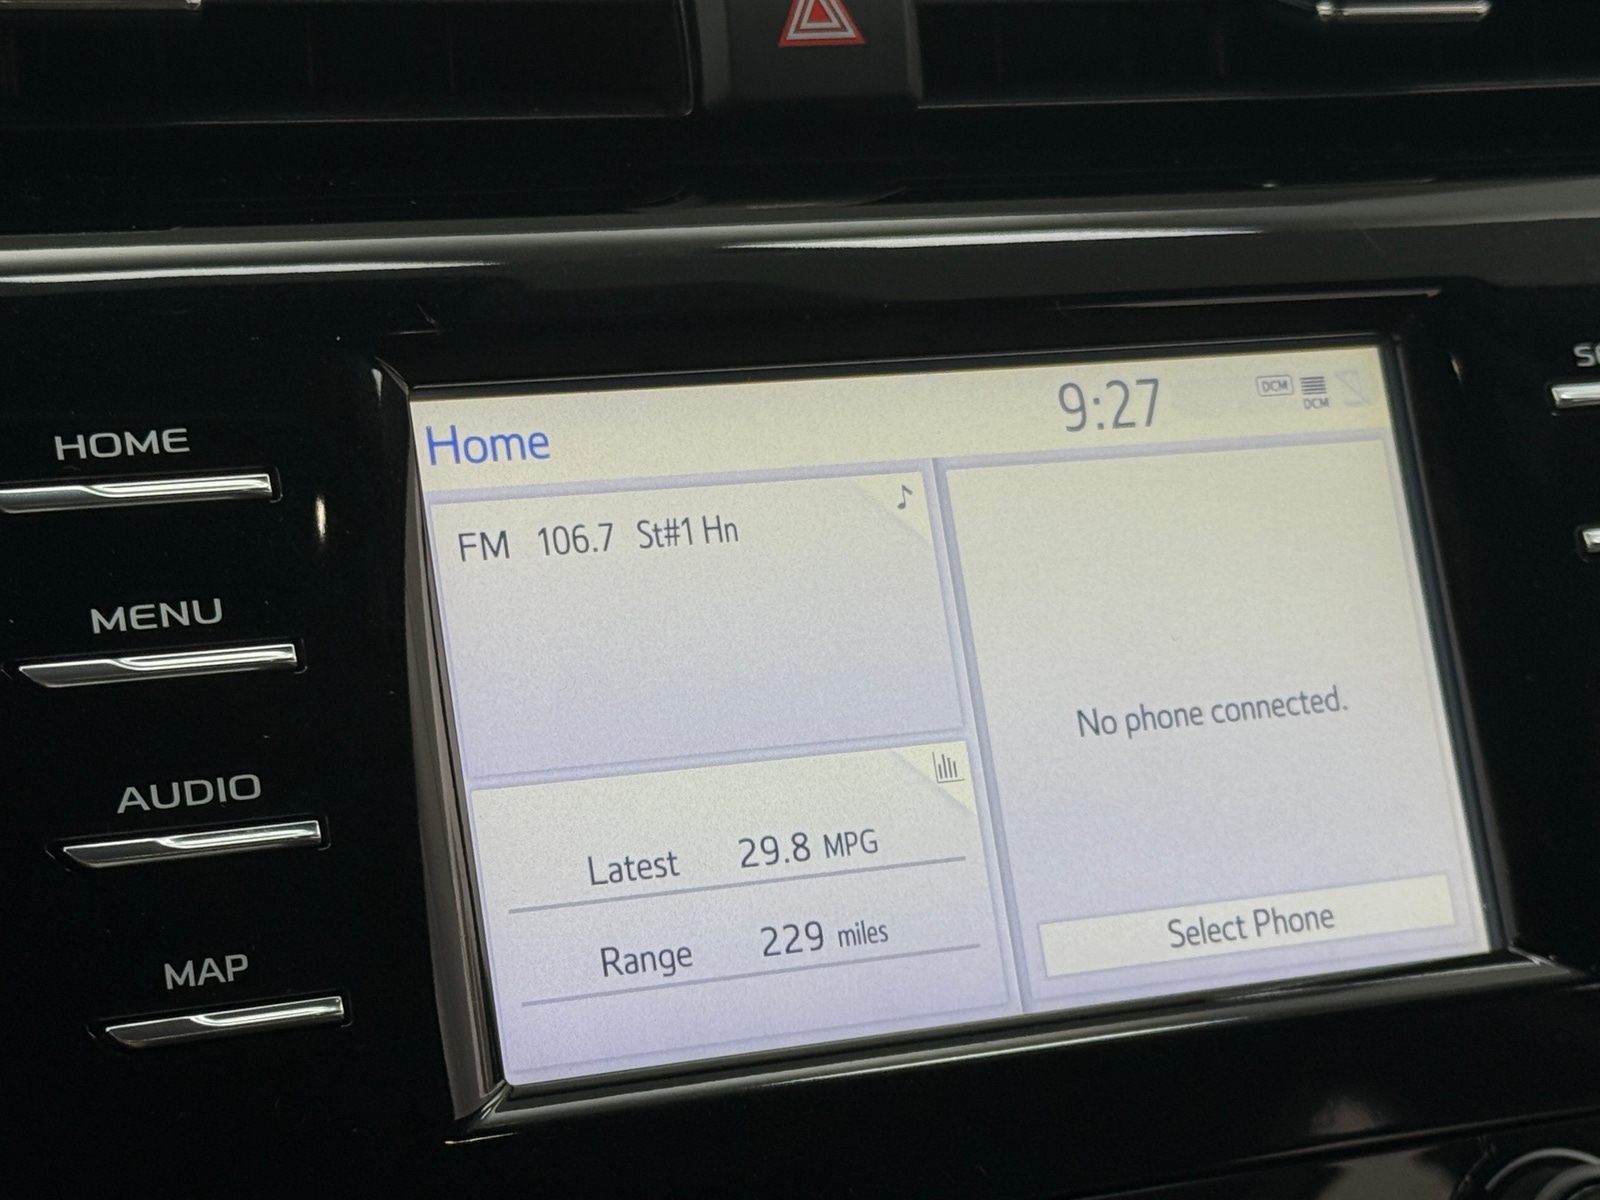 HOME
MENU
AUDIO
MAP
Home
9:27
DCM
DCM
FM 106.7 St#1 Hn
Latest 29.8 MPG
Range 229 miles
No phone connected.
Select Phone